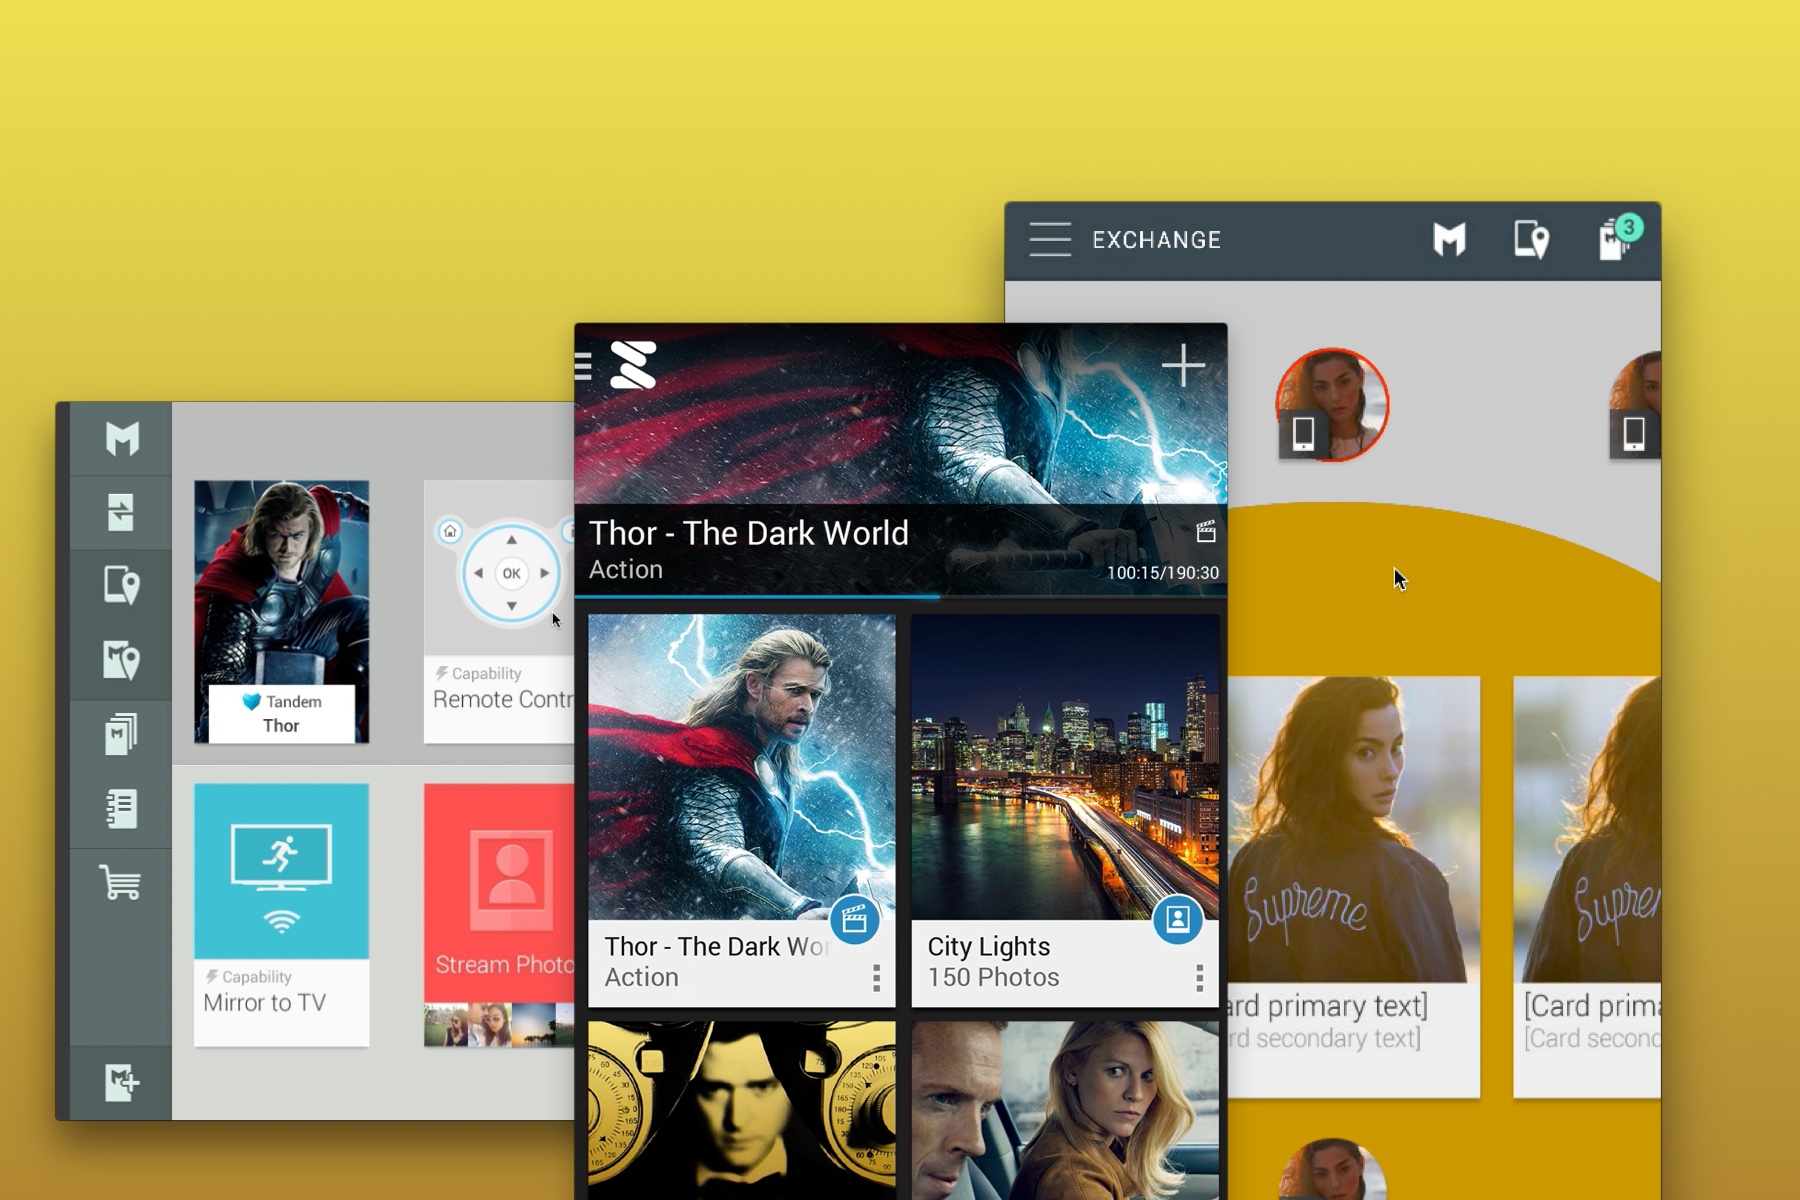 EXCHANGE
3
Thor - The Dark World
Action
100:15/190:30
OK
Capability
Remote Contr
Tandem
Thor
Capability
Mirror to TV
Stream Photo
Thor - The Dark Wor
Action
City Lights
150 Photos
Supreme
ard primary text]
rd secondary text]
[Card prima
[Card second